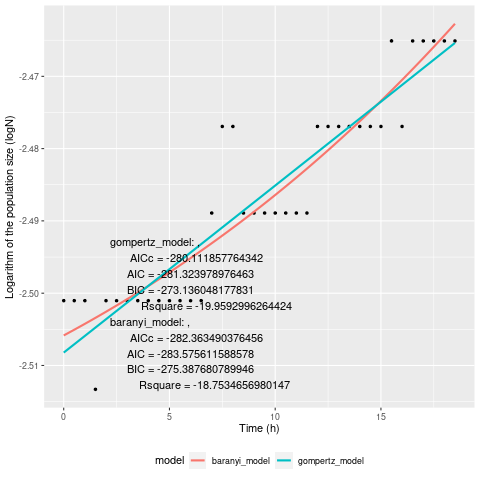 -2.47
-2.48
-2.49
-2.50
-2.51
Logarithm of the population size (logN)
gompertz_model: ,
AICc = -280.111857764342
AIC = -281.323978976463
BIC = -273.136048177831
Rsquare = -19.9592996264424
baranyi_model: ,
AICc = -282.363490376456
AIC = -283.575611588578
BIC = -275.387680789946
Rsquare = -18.7534656980147
0 5 10 15
Time (h)
model baranyi_model gompertz_model